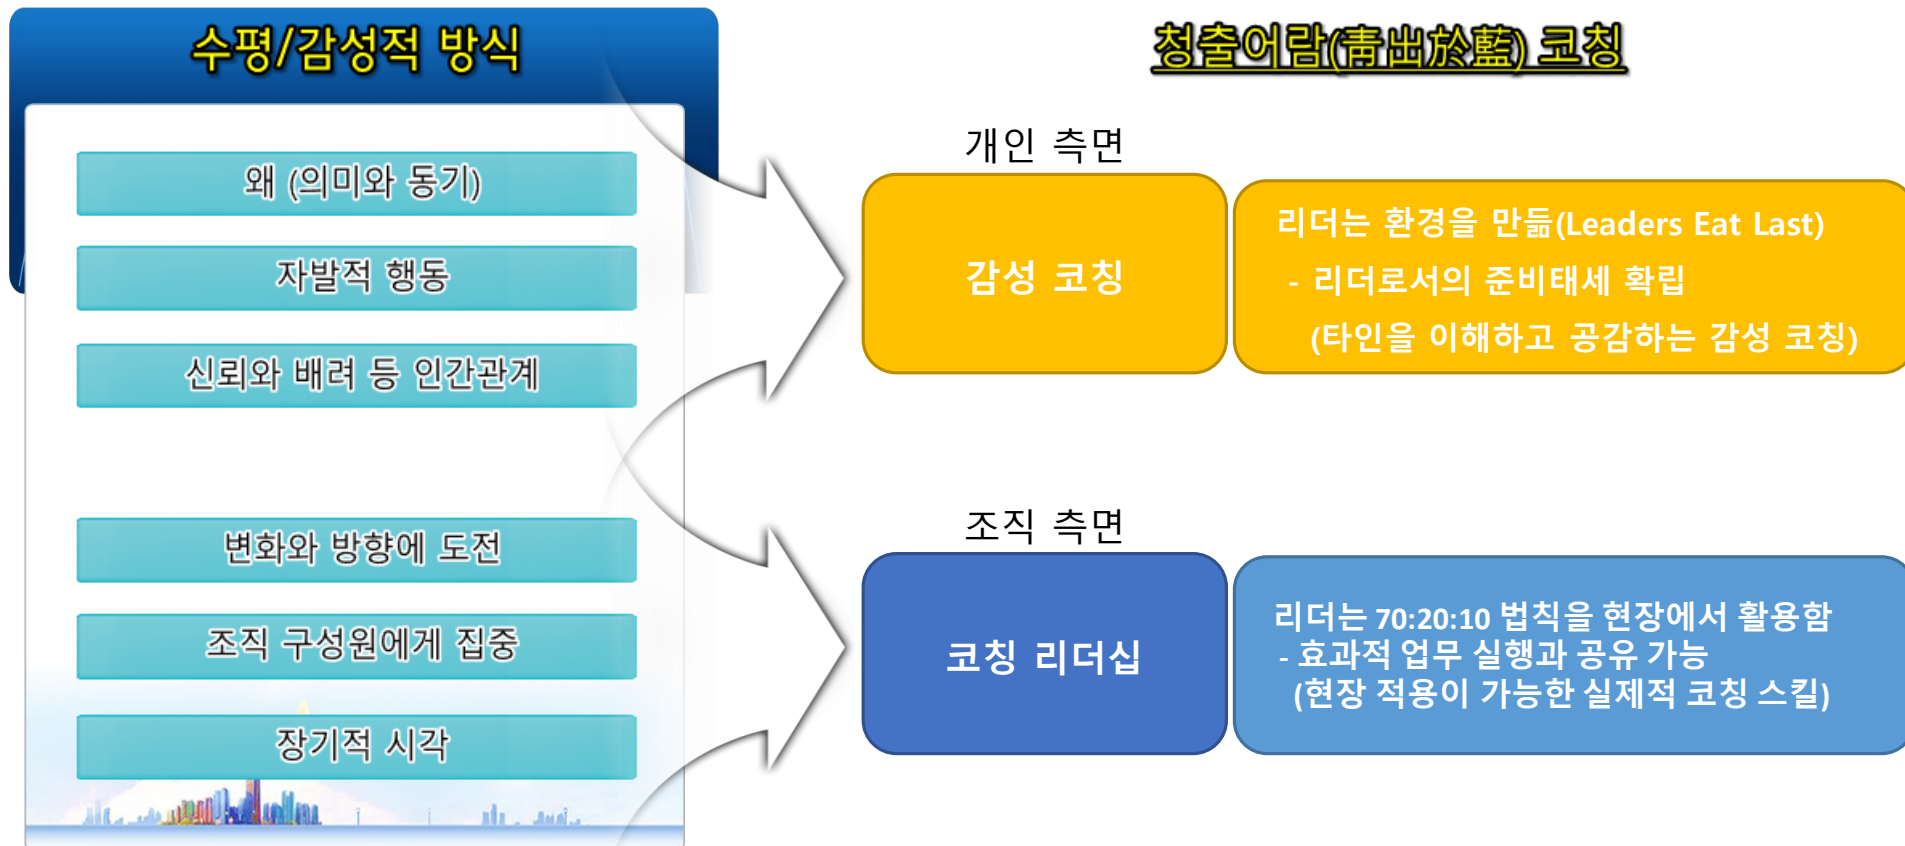 수평/감성적 방식
왜 (의미와 동기)
자발적 행동
신뢰와 배려 등 인간관계
변화와 방향에 도전
조직 구성원에게 집중
장기적 시각
청출어람(靑出於藍) 코칭
개인 측면
감성 코칭
리더는 환경을 만듦(Leaders Eat Last)
- 리더로서의 준비태세 확립
(타인을 이해하고 공감하는 감성 코칭)
조직 측면
코칭 리더십
리더는 70:20:10 법칙을 현장에서 활용함
- 효과적 업무 실행과 공유 가능
(현장 적용이 가능한 실제적 코칭 스킬)